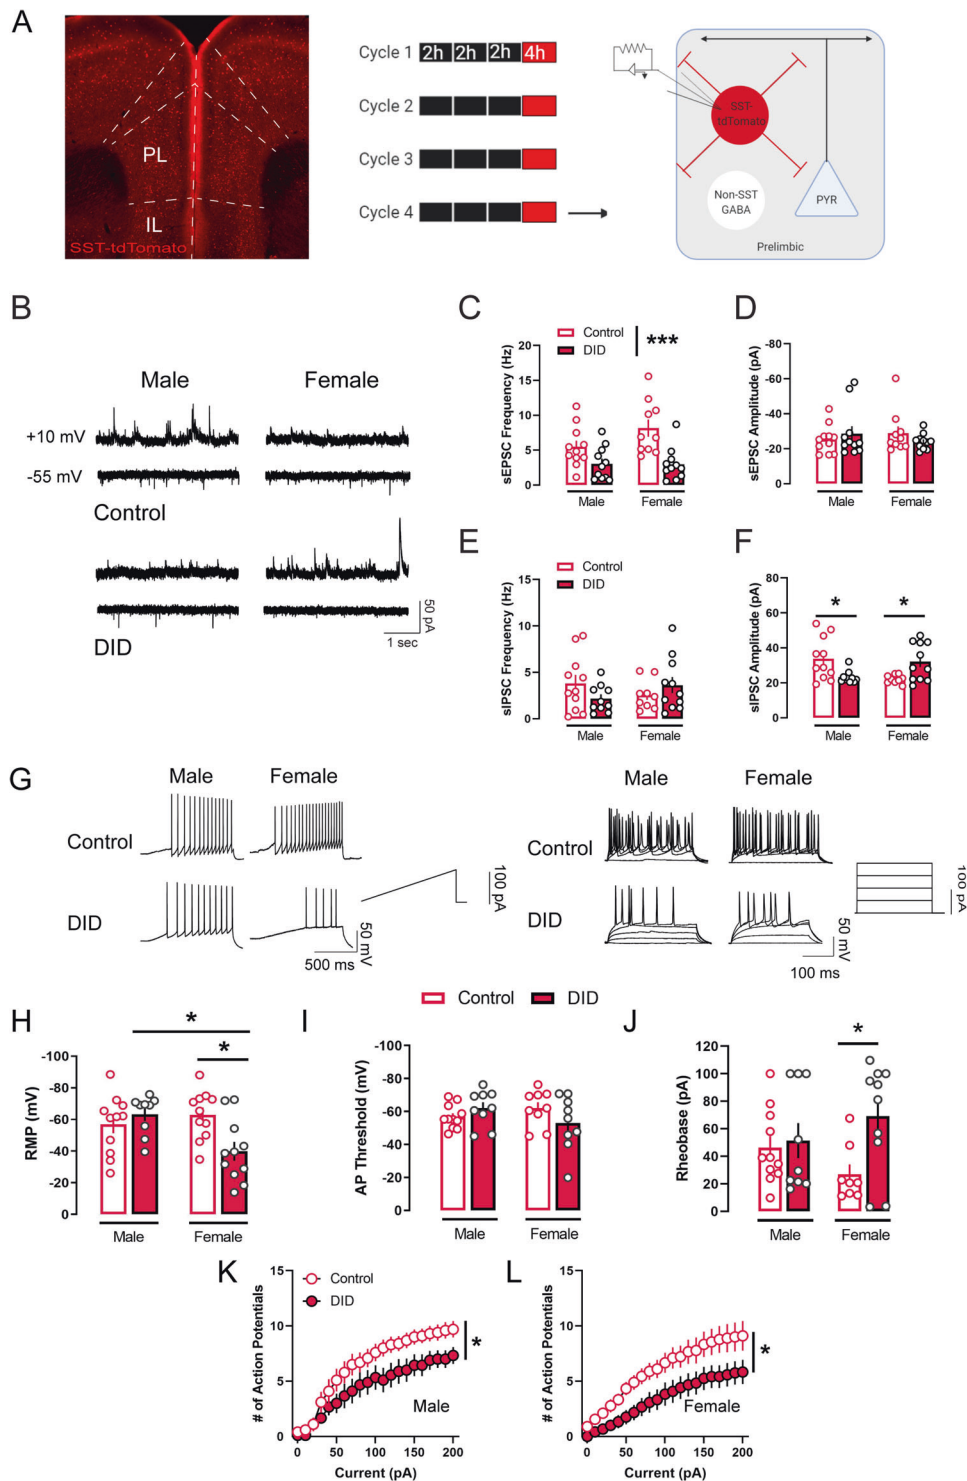 A
PL
IL
SST-tdTomato
Cycle 1 2h 2h 2h 4h
Cycle 2
Cycle 3
Cycle 4
SST-
tdTomato
Non-SST
GABA
PYR
Prelimbic
B
Male Female
+10 mV
-55 mV
Control
DID
50 pA
1 sec
C
Control
DID
***
sEPSC Frequency (Hz)
20
15
10
5
0
Male Female
D
sEPSC Amplitude (pA)
-80
-60
-40
-20
0
Male Female
E
Control
DID
sIPSC Frequency (Hz)
15
10
5
0
Male Female
F
sIPSC Amplitude (pA)
80
60
40
20
0
* *
Male Female
G
Male Female
Control
DID
100 pA
50 mV
500 ms
Male Female
Control
DID
100 pA
50 mV
100 ms
Control DID
H
RMP (mV)
-100
-80
-60
-40
-20
0
*
*
Male Female
I
AP Threshold (mV)
-100
-80
-60
-40
-20
0
Male Female
J
Rheobase (pA)
120
100
80
60
40
20
0
*
Male Female
K
# of Action Potentials
15
10
5
0
Control
DID
*
Male
0 50 100 150 200
Current (pA)
L
# of Action Potentials
15
10
5
0
*
Female
0 50 100 150 200
Current (pA)